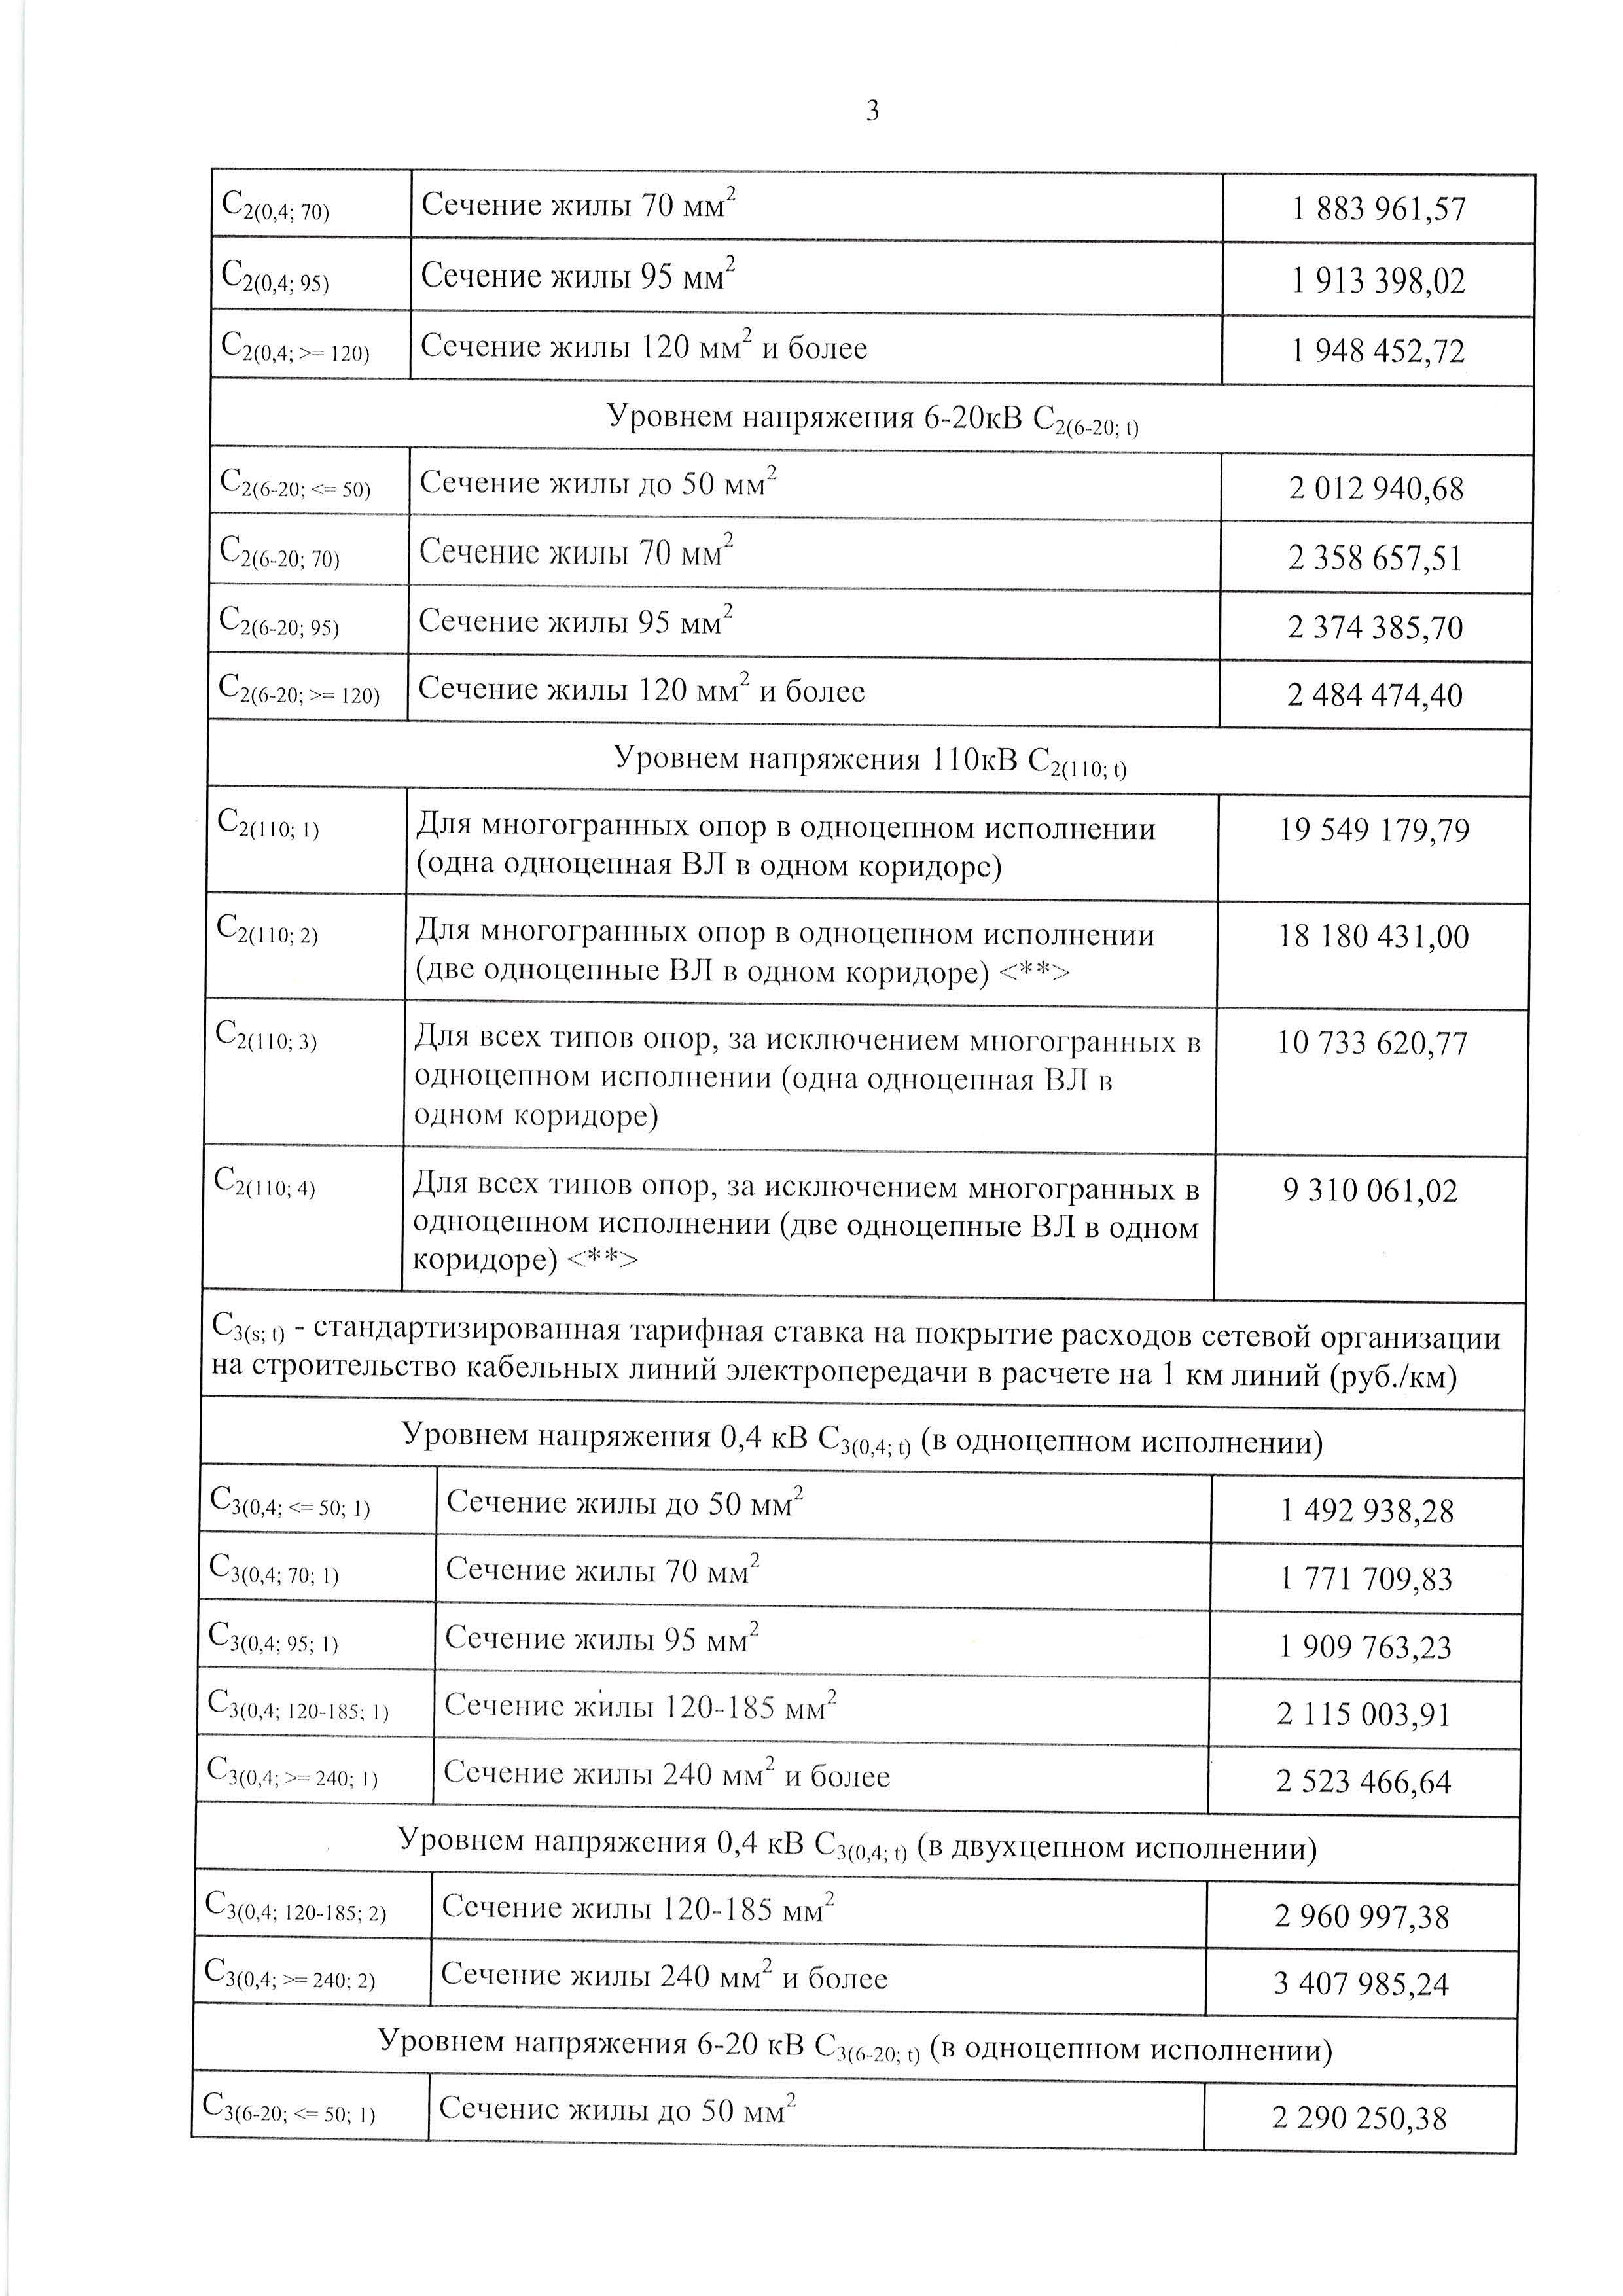 3
C2(0,4; 70) Сечение жилы 70 мм² 1 883 961,57
C2(0,4; 95) Сечение жилы 95 мм² 1 913 398,02
C2(0,4; >= 120) Сечение жилы 120 мм² и более 1 948 452,72
Уровнем напряжения 6-20кВ C2(6-20; t)
C2(6-20; <= 50) Сечение жилы до 50 мм² 2 012 940,68
C2(6-20; 70) Сечение жилы 70 мм² 2 358 657,51
C2(6-20; 95) Сечение жилы 95 мм² 2 374 385,70
C2(6-20; >= 120) Сечение жилы 120 мм² и более 2 484 474,40
Уровнем напряжения 110кВ C2(110; t)
C2(110; 1) Для многогранных опор в одноцепном исполнении 19 549 179,79
(одна одноцепная ВЛ в одном коридоре)
C2(110; 2) Для многогранных опор в одноцепном исполнении 18 180 431,00
(две одноцепные ВЛ в одном коридоре) <**>
C2(110; 3) Для всех типов опор, за исключением многогранных в 10 733 620,77
одноцепном исполнении (одна одноцепная ВЛ в
одном коридоре)
C2(110; 4) Для всех типов опор, за исключением многогранных в 9 310 061,02
одноцепном исполнении (две одноцепные ВЛ в одном
коридоре) <**>
C3(s; t) - стандартизированная тарифная ставка на покрытие расходов сетевой организации
на строительство кабельных линий электропередачи в расчете на 1 км линий (руб./км)
Уровнем напряжения 0,4 кВ C3(0,4; t) (в одноцепном исполнении)
C3(0,4; <= 50; 1) Сечение жилы до 50 мм² 1 492 938,28
C3(0,4; 70; 1) Сечение жилы 70 мм² 1 771 709,83
C3(0,4; 95; 1) Сечение жилы 95 мм² 1 909 763,23
C3(0,4; 120-185; 1) Сечение жилы 120-185 мм² 2 115 003,91
C3(0,4; >= 240; 1) Сечение жилы 240 мм² и более 2 523 466,64
Уровнем напряжения 0,4 кВ C3(0,4; t) (в двухцепном исполнении)
C3(0,4; 120-185; 2) Сечение жилы 120-185 мм² 2 960 997,38
C3(0,4; >= 240; 2) Сечение жилы 240 мм² и более 3 407 985,24
Уровнем напряжения 6-20 кВ C3(6-20; t) (в одноцепном исполнении)
C3(6-20; <= 50; 1) Сечение жилы до 50 мм² 2 290 250,38